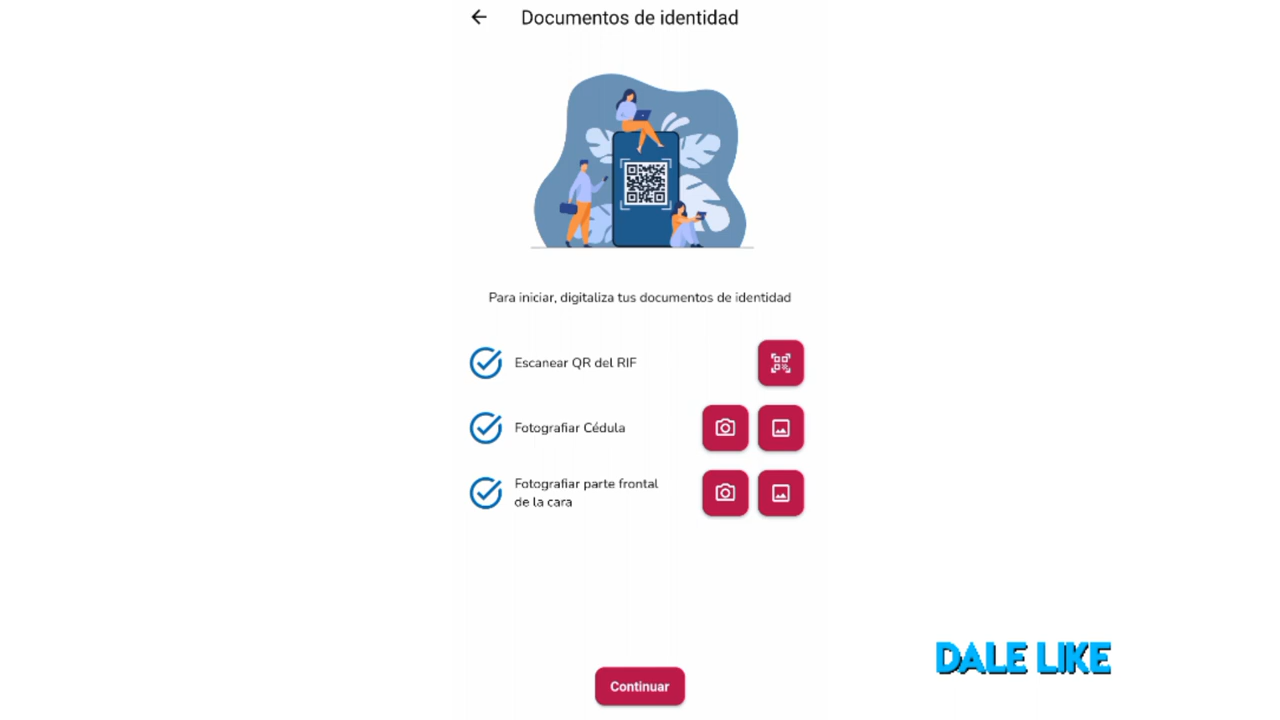 Documentos de identidad
Para iniciar, digitaliza tus documentos de identidad
Escanear QR del RIF
Fotografiar Cédula
Fotografiar parte frontal
de la cara
Continuar
DALE LIKE